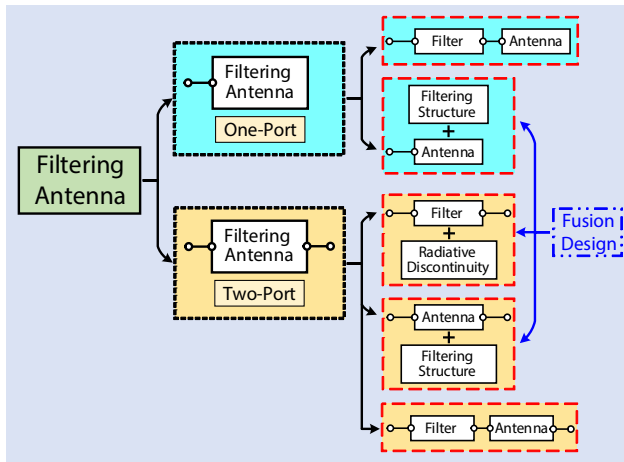 Filtering
Antenna
Filtering
Antenna
One-Port
Filtering
Antenna
Two-Port
Filter
Antenna
Filtering
Structure
+
Antenna
Filter
+
Radiative
Discontinuity
Antenna
+
Filtering
Structure
Filter
Antenna
Fusion
Design